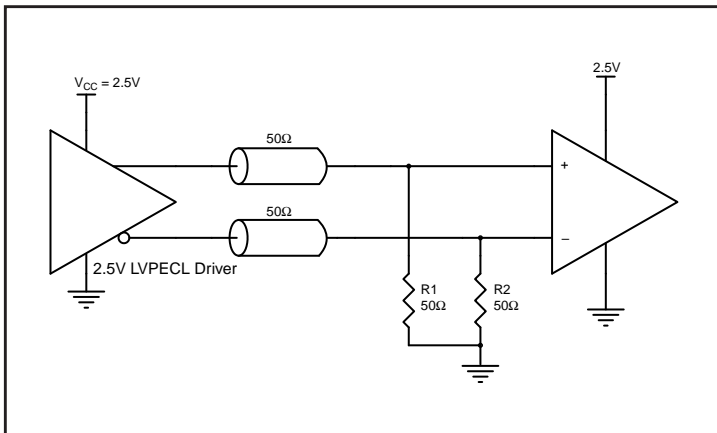 V_CC = 2.5V
2.5V
50Ω
+
50Ω
–
2.5V LVPECL Driver
R1
50Ω
R2
50Ω